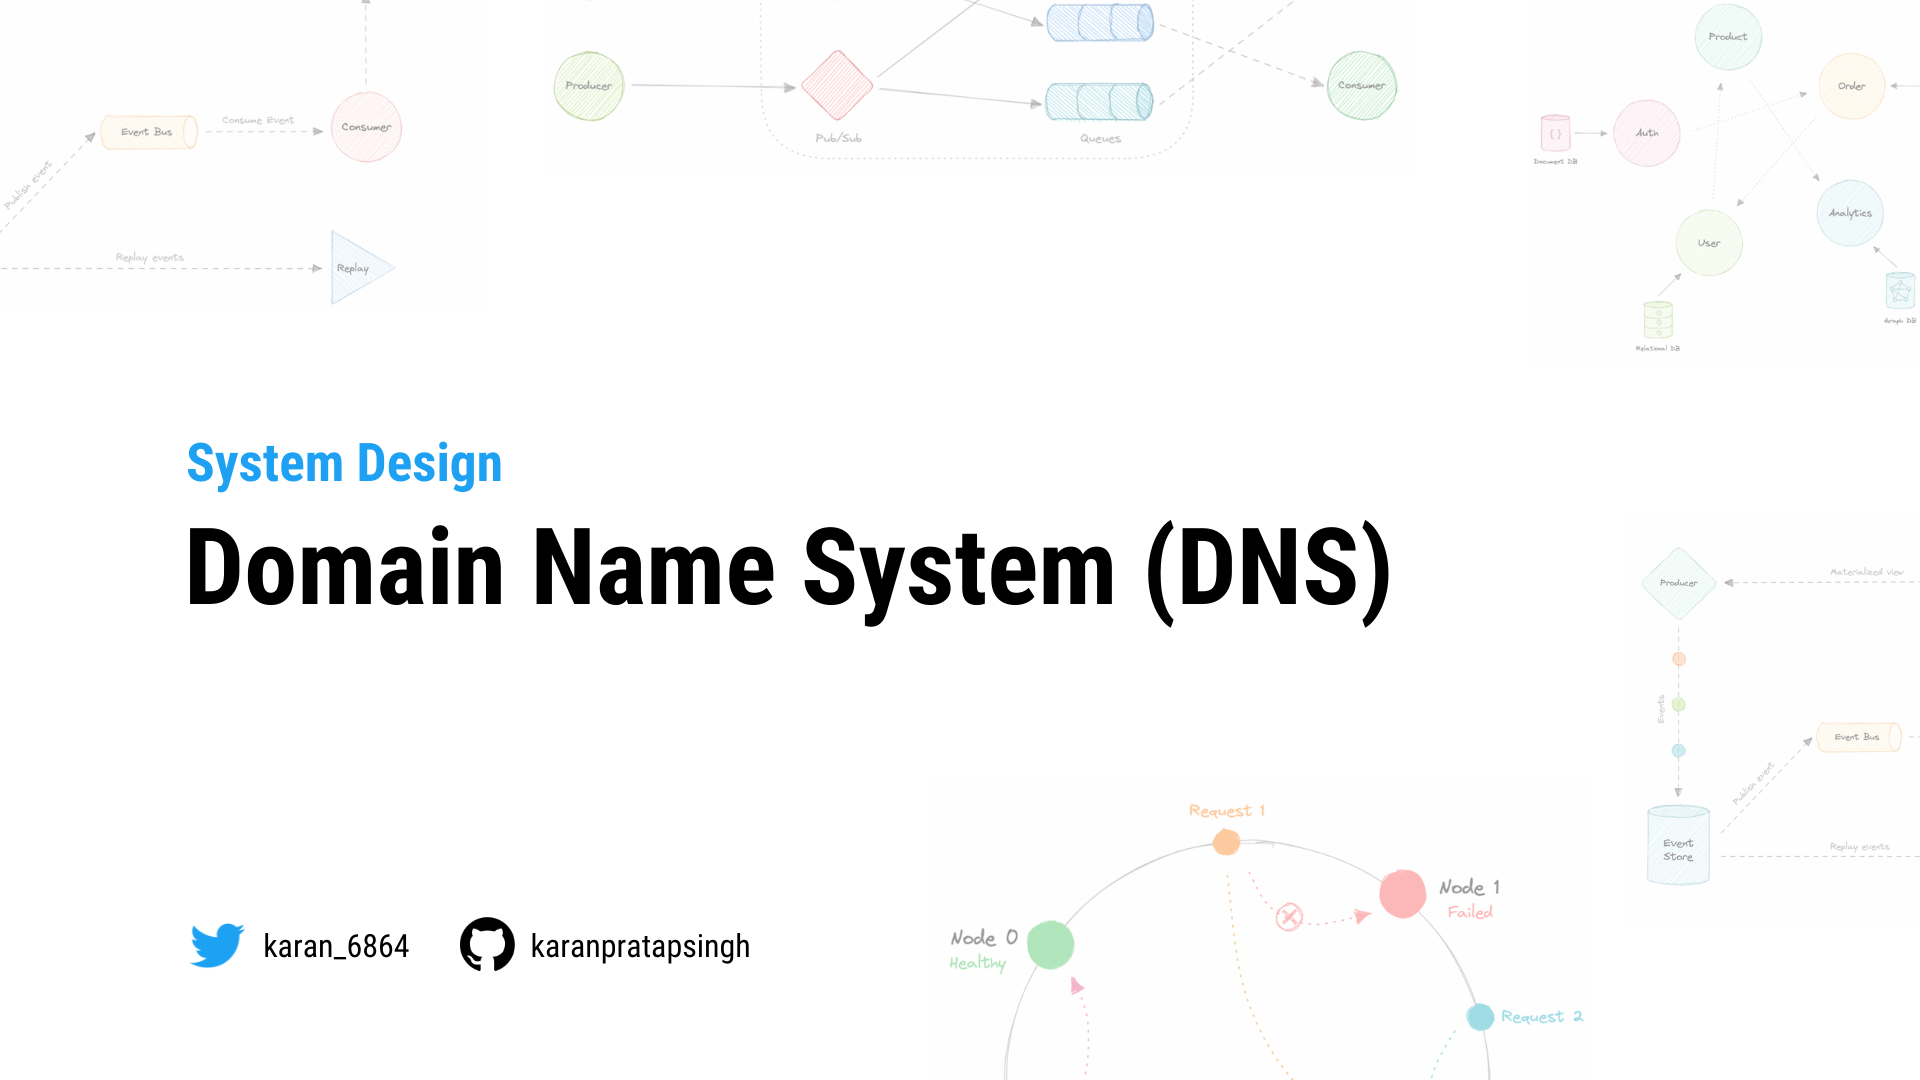 Consume Event
Event Bus
Consumer
Publish event
Replay events
Replay
Producer
Pub/Sub
Queues
Consumer
Product
Order
Auth
{ }
Document DB
Analytics
User
Graph DB
Relational DB
System Design
Domain Name System (DNS)
Materialized view
Producer
Events
Event Bus
Publish event
Event
Store
Replay events
Request 1
Node 1
Failed
Node 0
Healthy
Request 2
karan_6864
karanpratapsingh